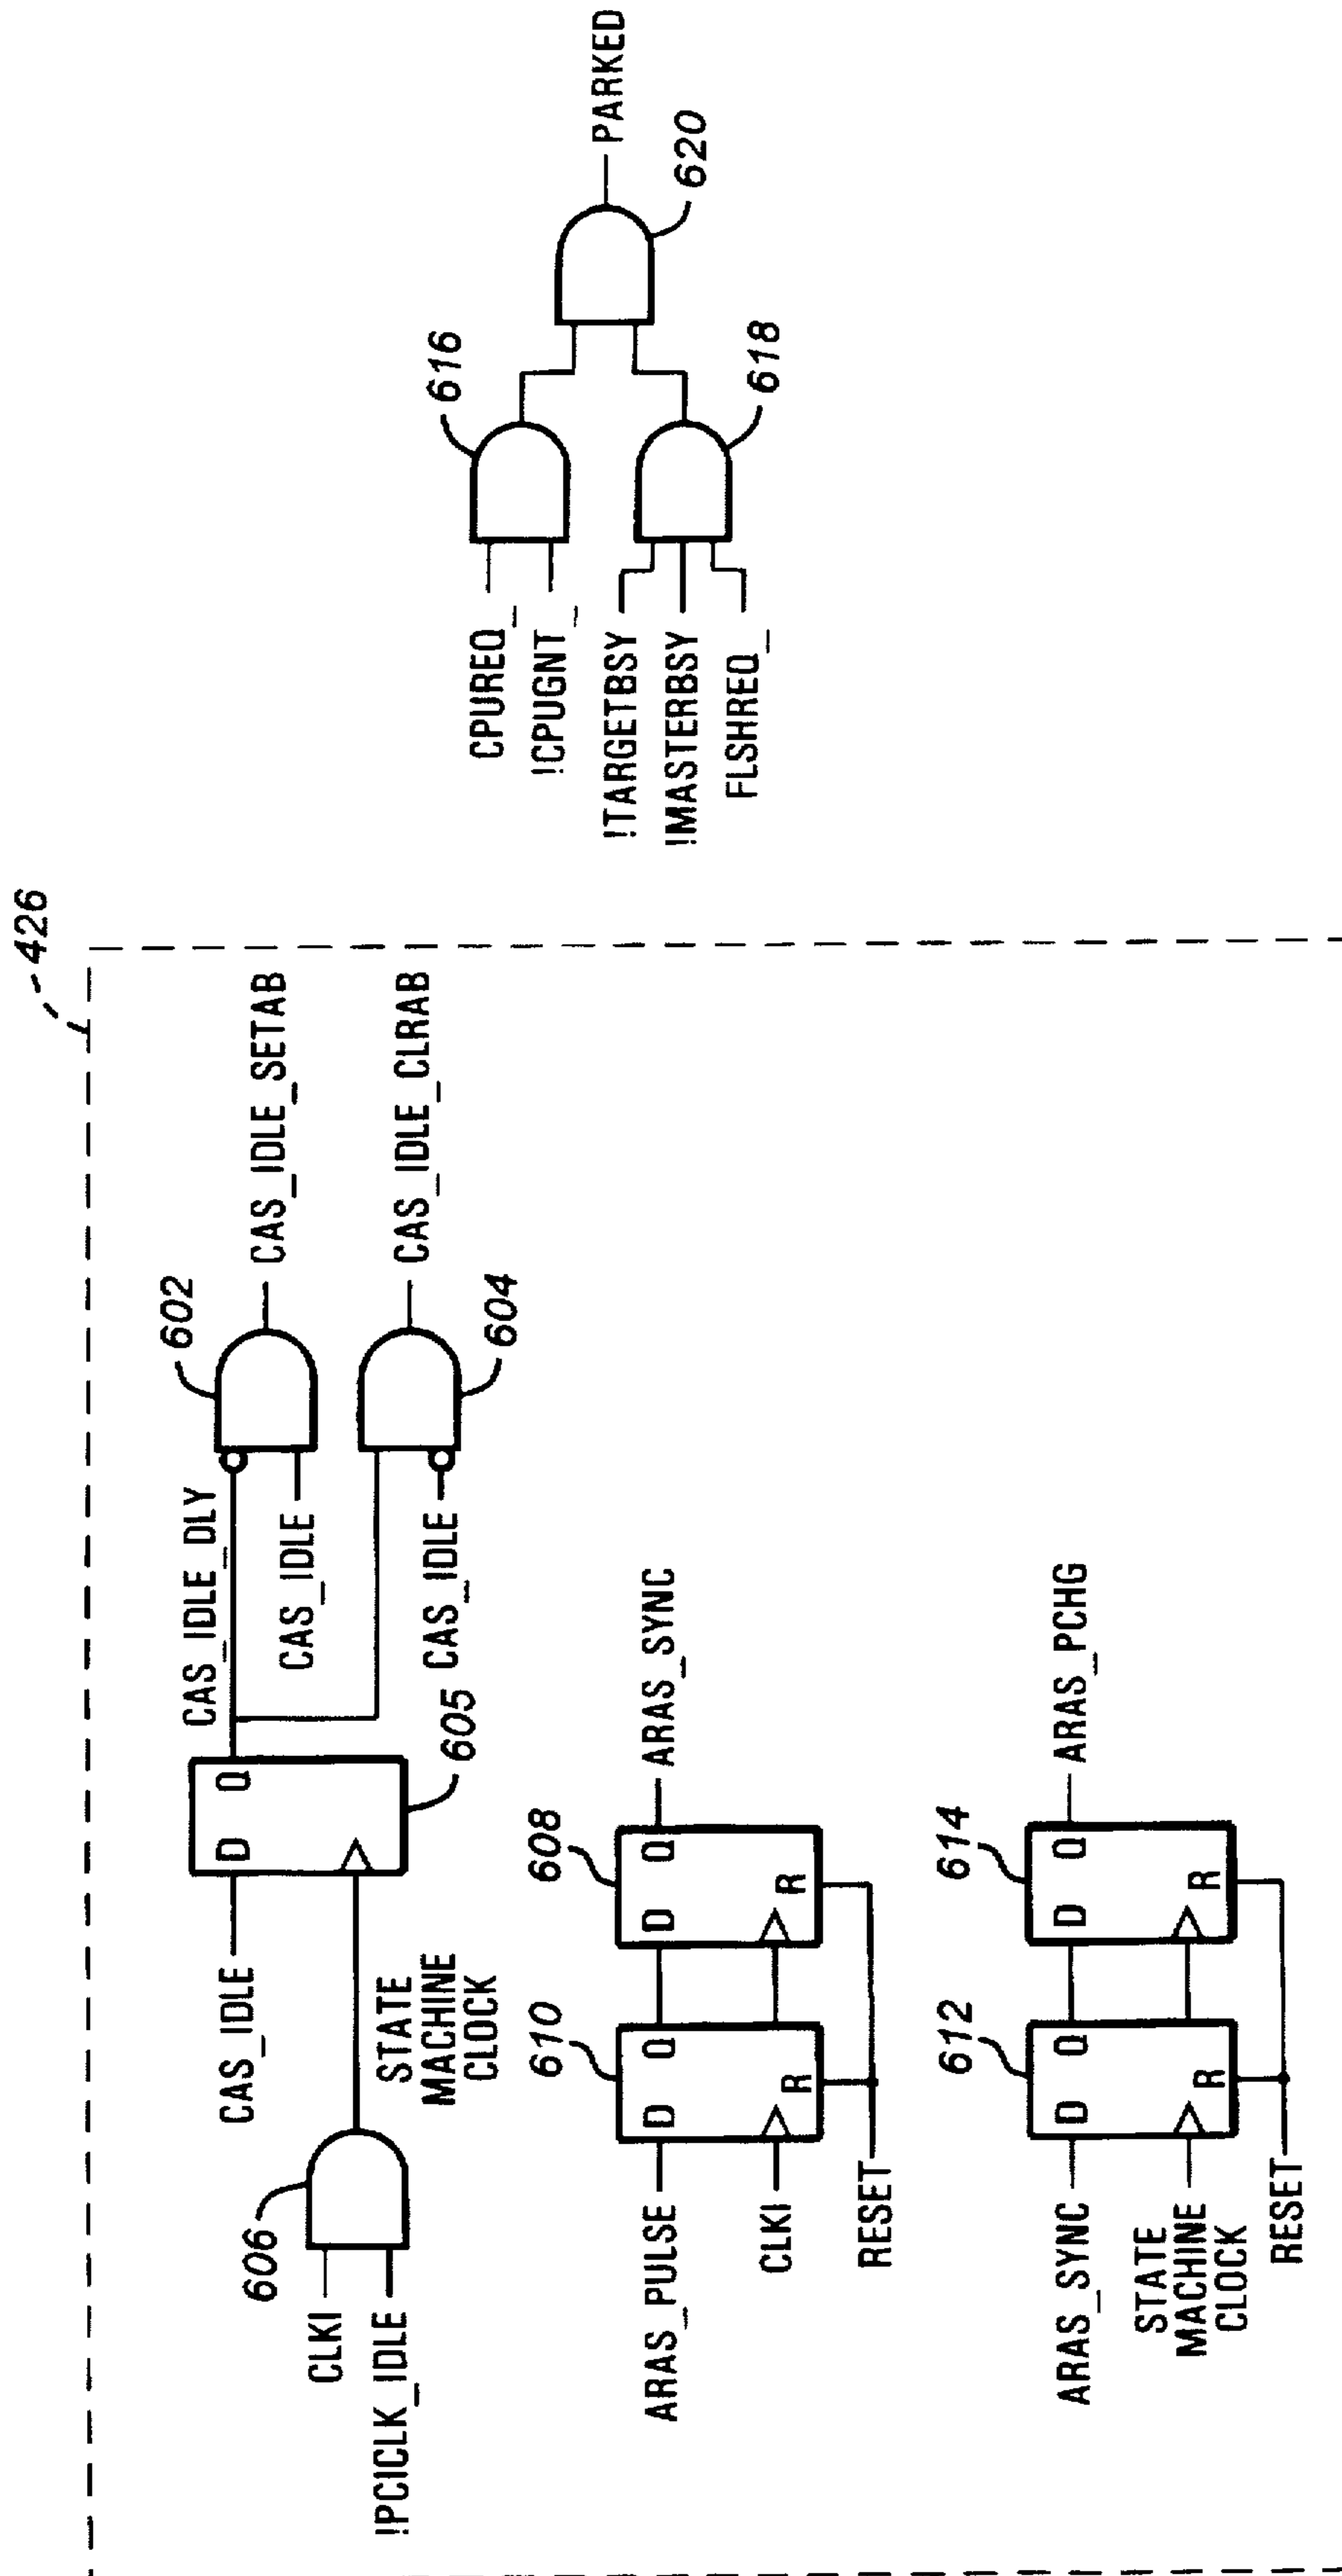 426
602
CAS_IDLE_DLY
CAS_IDLE_SETAB
CAS_IDLE
D Q
CAS_IDLE
CAS_IDLE_CLRAB
604
CAS_IDLE
605
606
CLKI
!PCICLK_IDLE
STATE
MACHINE
CLOCK
610
608
ARAS_PULSE
D Q
D Q
ARAS_SYNC
CLKI
R
R
RESET
612
614
ARAS_SYNC
D Q
D Q
ARAS_PCHG
STATE
MACHINE
CLOCK
R
R
RESET
616
CPUREQ_
!CPUGNT_
PARKED
620
!TARGETBSY
!MASTERBSY
FLSHREQ_
618